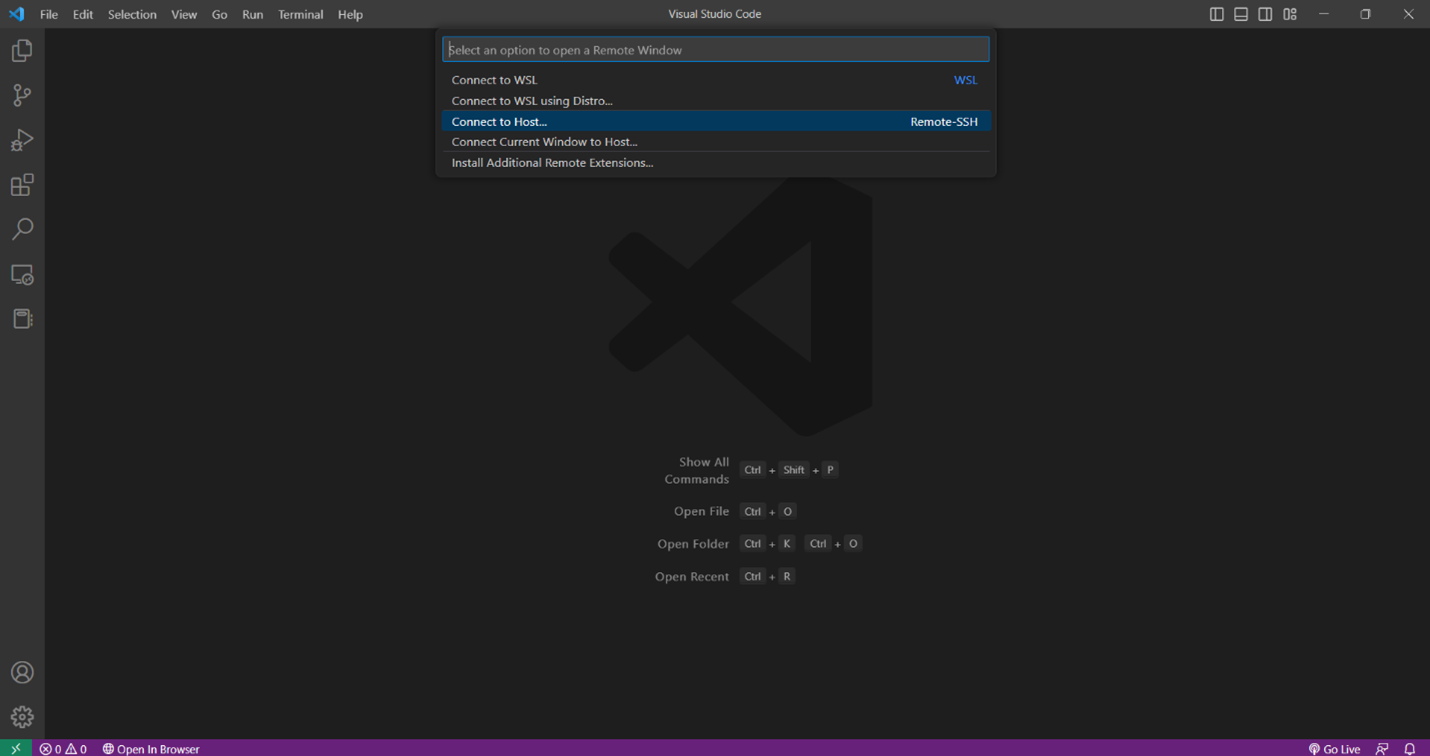 File Edit Selection View Go Run Terminal Help Visual Studio Code
Select an option to open a Remote Window
Connect to WSL WSL
Connect to WSL using Distro...
Connect to Host... Remote-SSH
Connect Current Window to Host...
Install Additional Remote Extensions...
Show All
Commands Ctrl + Shift + P
Open File Ctrl + O
Open Folder Ctrl + K Ctrl + O
Open Recent Ctrl + R
0 0 Open In Browser Go Live